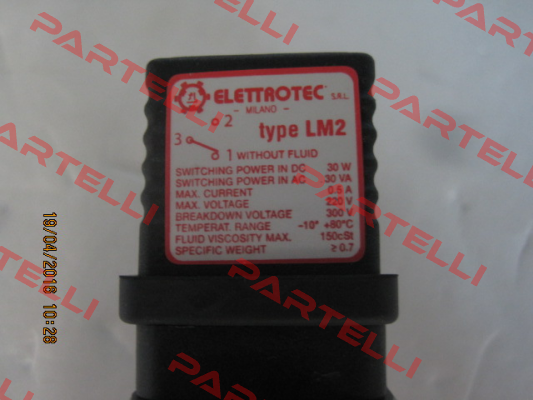 ELETTROTEC S.R.L.
- MILANO -
2
type LM2
3
1 WITHOUT FLUID
SWITCHING POWER IN DC 30 W
SWITCHING POWER IN AC 30 VA
MAX. CURRENT 0.5 A
MAX. VOLTAGE 220 V
BREAKDOWN VOLTAGE 300 V
TEMPERAT. RANGE -10° +80°C
FLUID VISCOSITY MAX. 150cSt
SPECIFIC WEIGHT ≥ 0.7
19/04/2018 10:28
PARTELLI
PARTELLI
PARTELLI
PARTELLI
PARTELLI